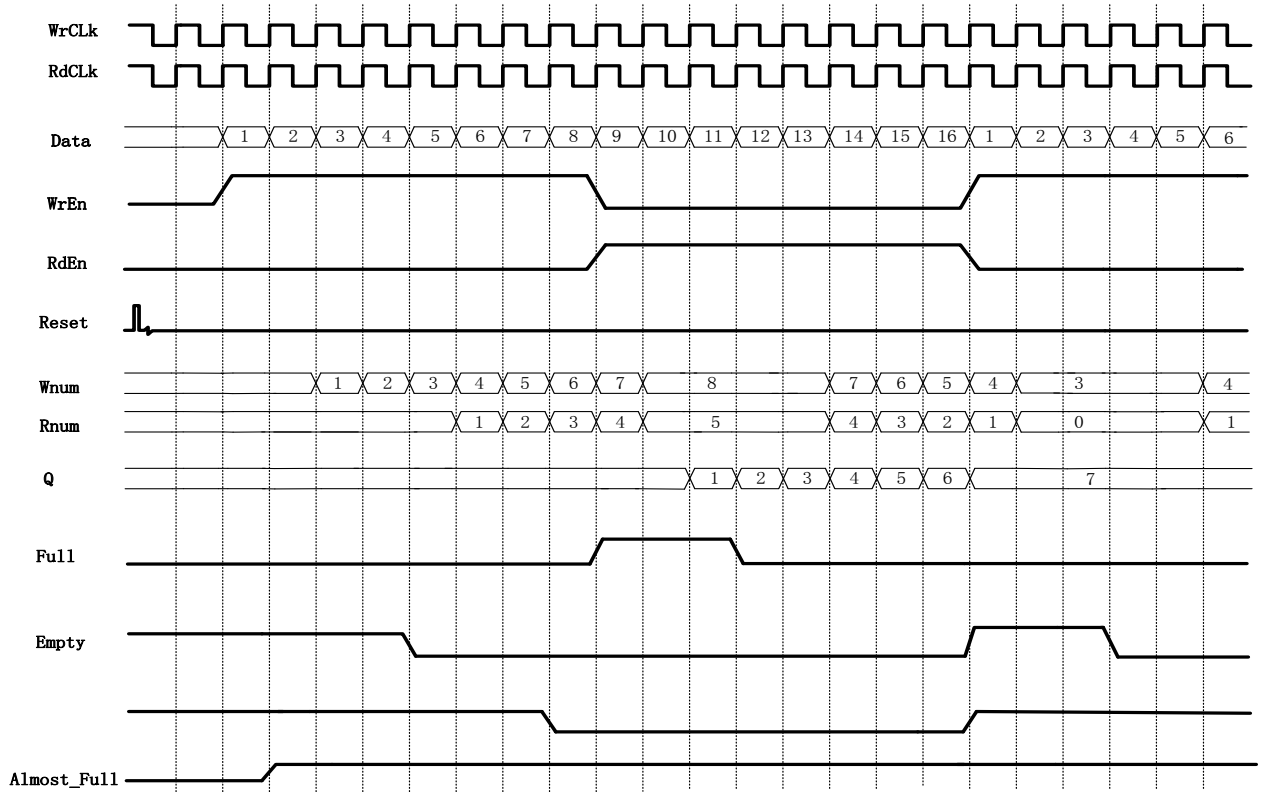 WrCLk
RdCLk
Data 1 2 3 4 5 6 7 8 9 10 11 12 13 14 15 16 1 2 3 4 5 6
WrEn
RdEn
Reset
Wnum 1 2 3 4 5 6 7 8 7 6 5 4 3 4
Rnum 1 2 3 4 5 4 3 2 1 0 1
Q 1 2 3 4 5 6 7
Full
Empty
Almost_Full